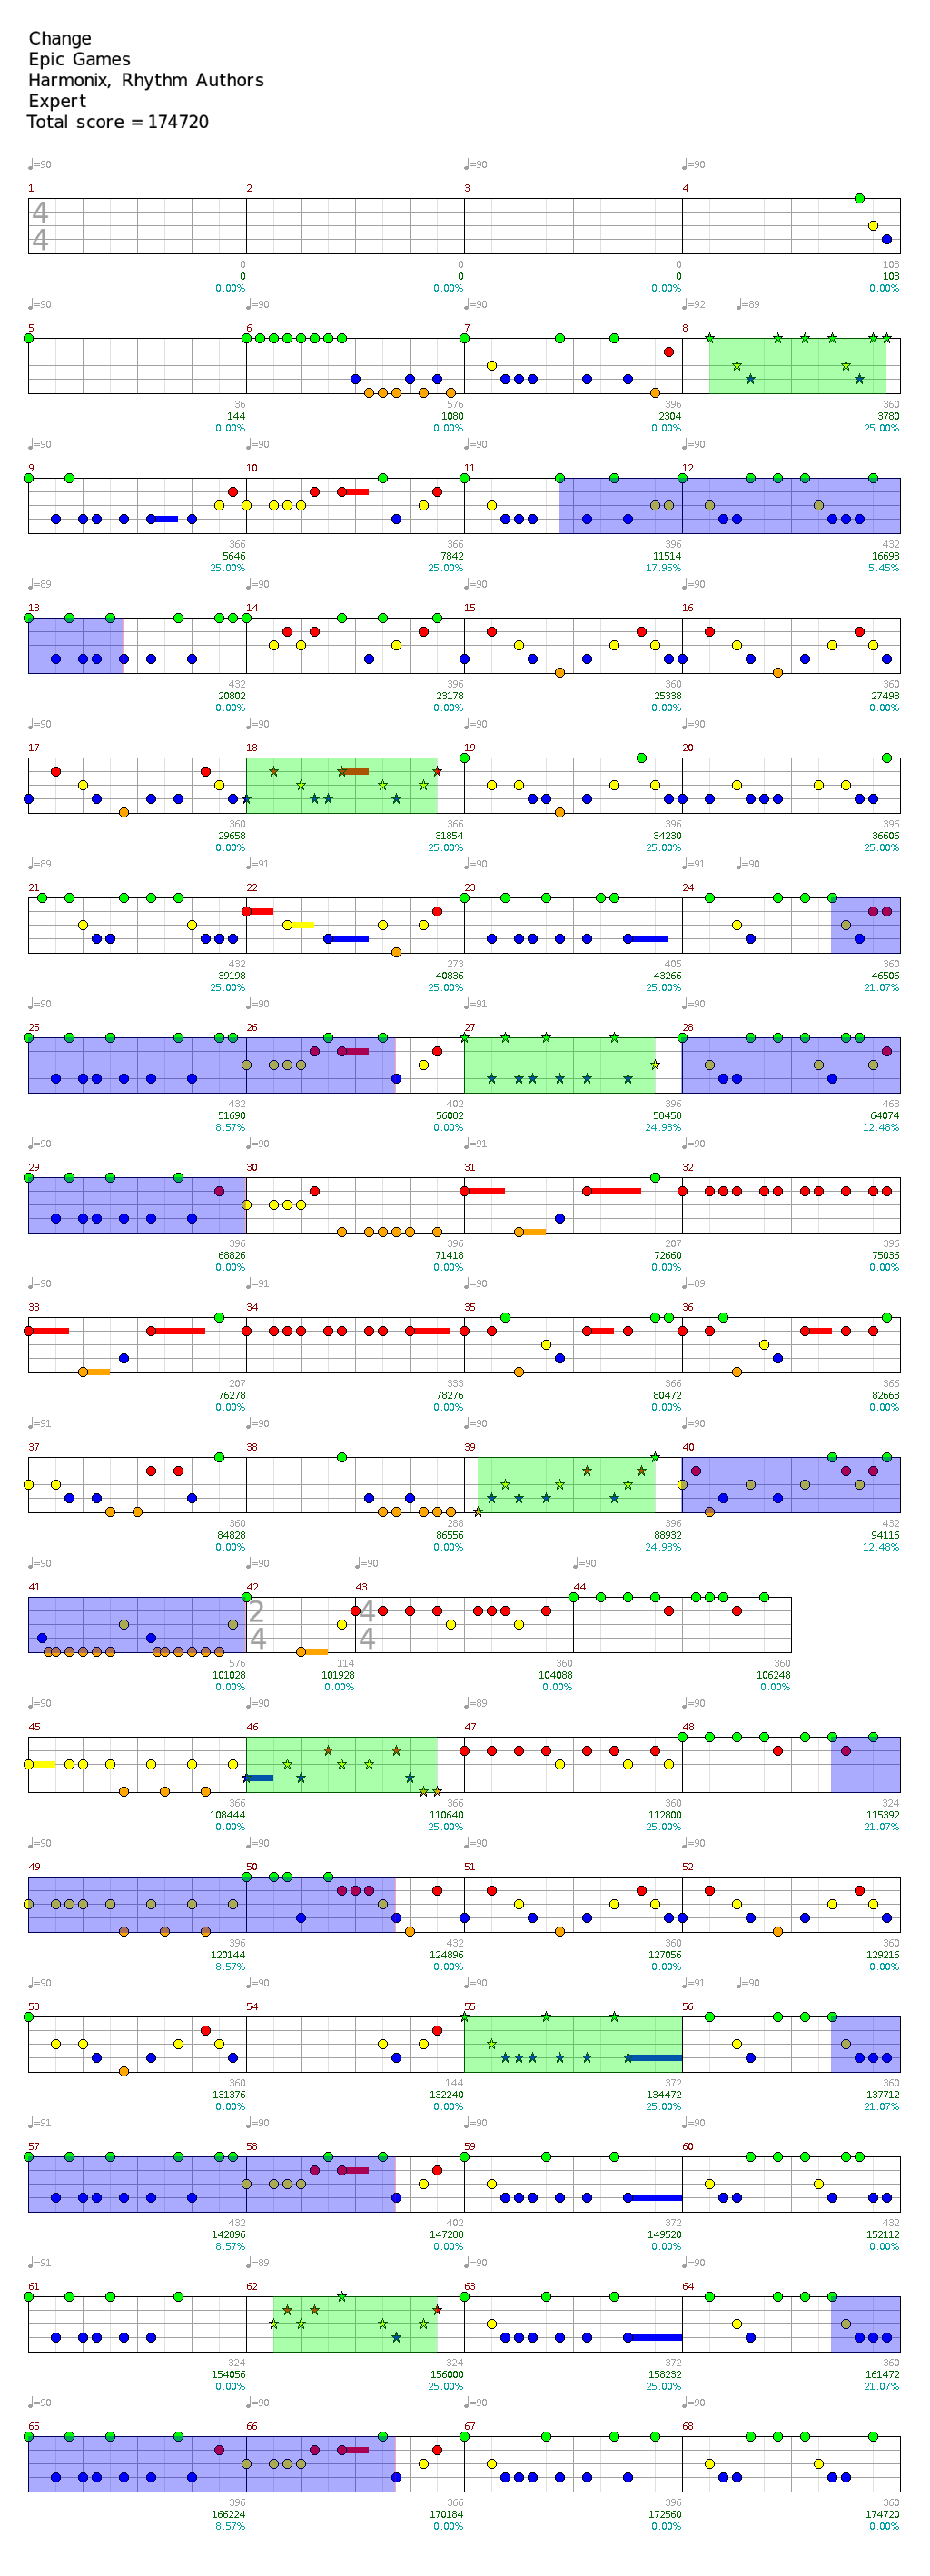 Change
Epic Games
Harmonix, Rhythm Authors
Expert
Total score = 174720
♩=90 ♩=90 ♩=90
1 2 3 4
4
4
0 0 0 108
0 0 0 108
0.00% 0.00% 0.00% 0.00%
♩=90 ♩=90 ♩=90 ♩=92 ♩=89
5 6 7 8
36 576 396 360
144 1080 2304 3780
0.00% 0.00% 0.00% 25.00%
♩=90 ♩=90 ♩=90 ♩=90
9 10 11 12
366 366 396 432
5646 7842 11514 16698
25.00% 25.00% 17.95% 5.45%
♩=89 ♩=90 ♩=90 ♩=90
13 14 15 16
432 396 360 360
20802 23178 25338 27498
0.00% 0.00% 0.00% 0.00%
♩=90 ♩=90 ♩=90 ♩=90
17 18 19 20
360 366 396 396
29658 31854 34230 36606
0.00% 25.00% 25.00% 25.00%
♩=89 ♩=91 ♩=90 ♩=91 ♩=90
21 22 23 24
432 273 405 360
39198 40836 43266 46506
25.00% 25.00% 25.00% 21.07%
♩=90 ♩=90 ♩=91 ♩=90
25 26 27 28
432 402 396 468
51690 56082 58458 64074
8.57% 0.00% 24.98% 12.48%
♩=90 ♩=90 ♩=91 ♩=90
29 30 31 32
396 396 207 396
68826 71418 72660 75036
0.00% 0.00% 0.00% 0.00%
♩=90 ♩=91 ♩=90 ♩=89
33 34 35 36
207 333 366 366
76278 78276 80472 82668
0.00% 0.00% 0.00% 0.00%
♩=91 ♩=90 ♩=90 ♩=90
37 38 39 40
360 288 396 432
84828 86556 88932 94116
0.00% 0.00% 24.98% 12.48%
♩=90 ♩=90 ♩=90 ♩=90
41 42 43 44
2 4
4 4
576 114 360 360
101028 101928 104088 106248
0.00% 0.00% 0.00% 0.00%
♩=90 ♩=90 ♩=89 ♩=90
45 46 47 48
366 366 360 324
108444 110640 112800 115392
0.00% 25.00% 25.00% 21.07%
♩=90 ♩=90 ♩=90 ♩=90
49 50 51 52
396 432 360 360
120144 124896 127056 129216
8.57% 0.00% 0.00% 0.00%
♩=90 ♩=90 ♩=90 ♩=91 ♩=90
53 54 55 56
360 144 372 360
131376 132240 134472 137712
0.00% 0.00% 25.00% 21.07%
♩=91 ♩=90 ♩=90 ♩=90
57 58 59 60
432 402 372 432
142896 147288 149520 152112
8.57% 0.00% 0.00% 0.00%
♩=91 ♩=89 ♩=90 ♩=90
61 62 63 64
324 324 372 360
154056 156000 158232 161472
0.00% 25.00% 25.00% 21.07%
♩=90 ♩=90 ♩=90 ♩=90
65 66 67 68
396 366 396 360
166224 170184 172560 174720
8.57% 0.00% 0.00% 0.00%